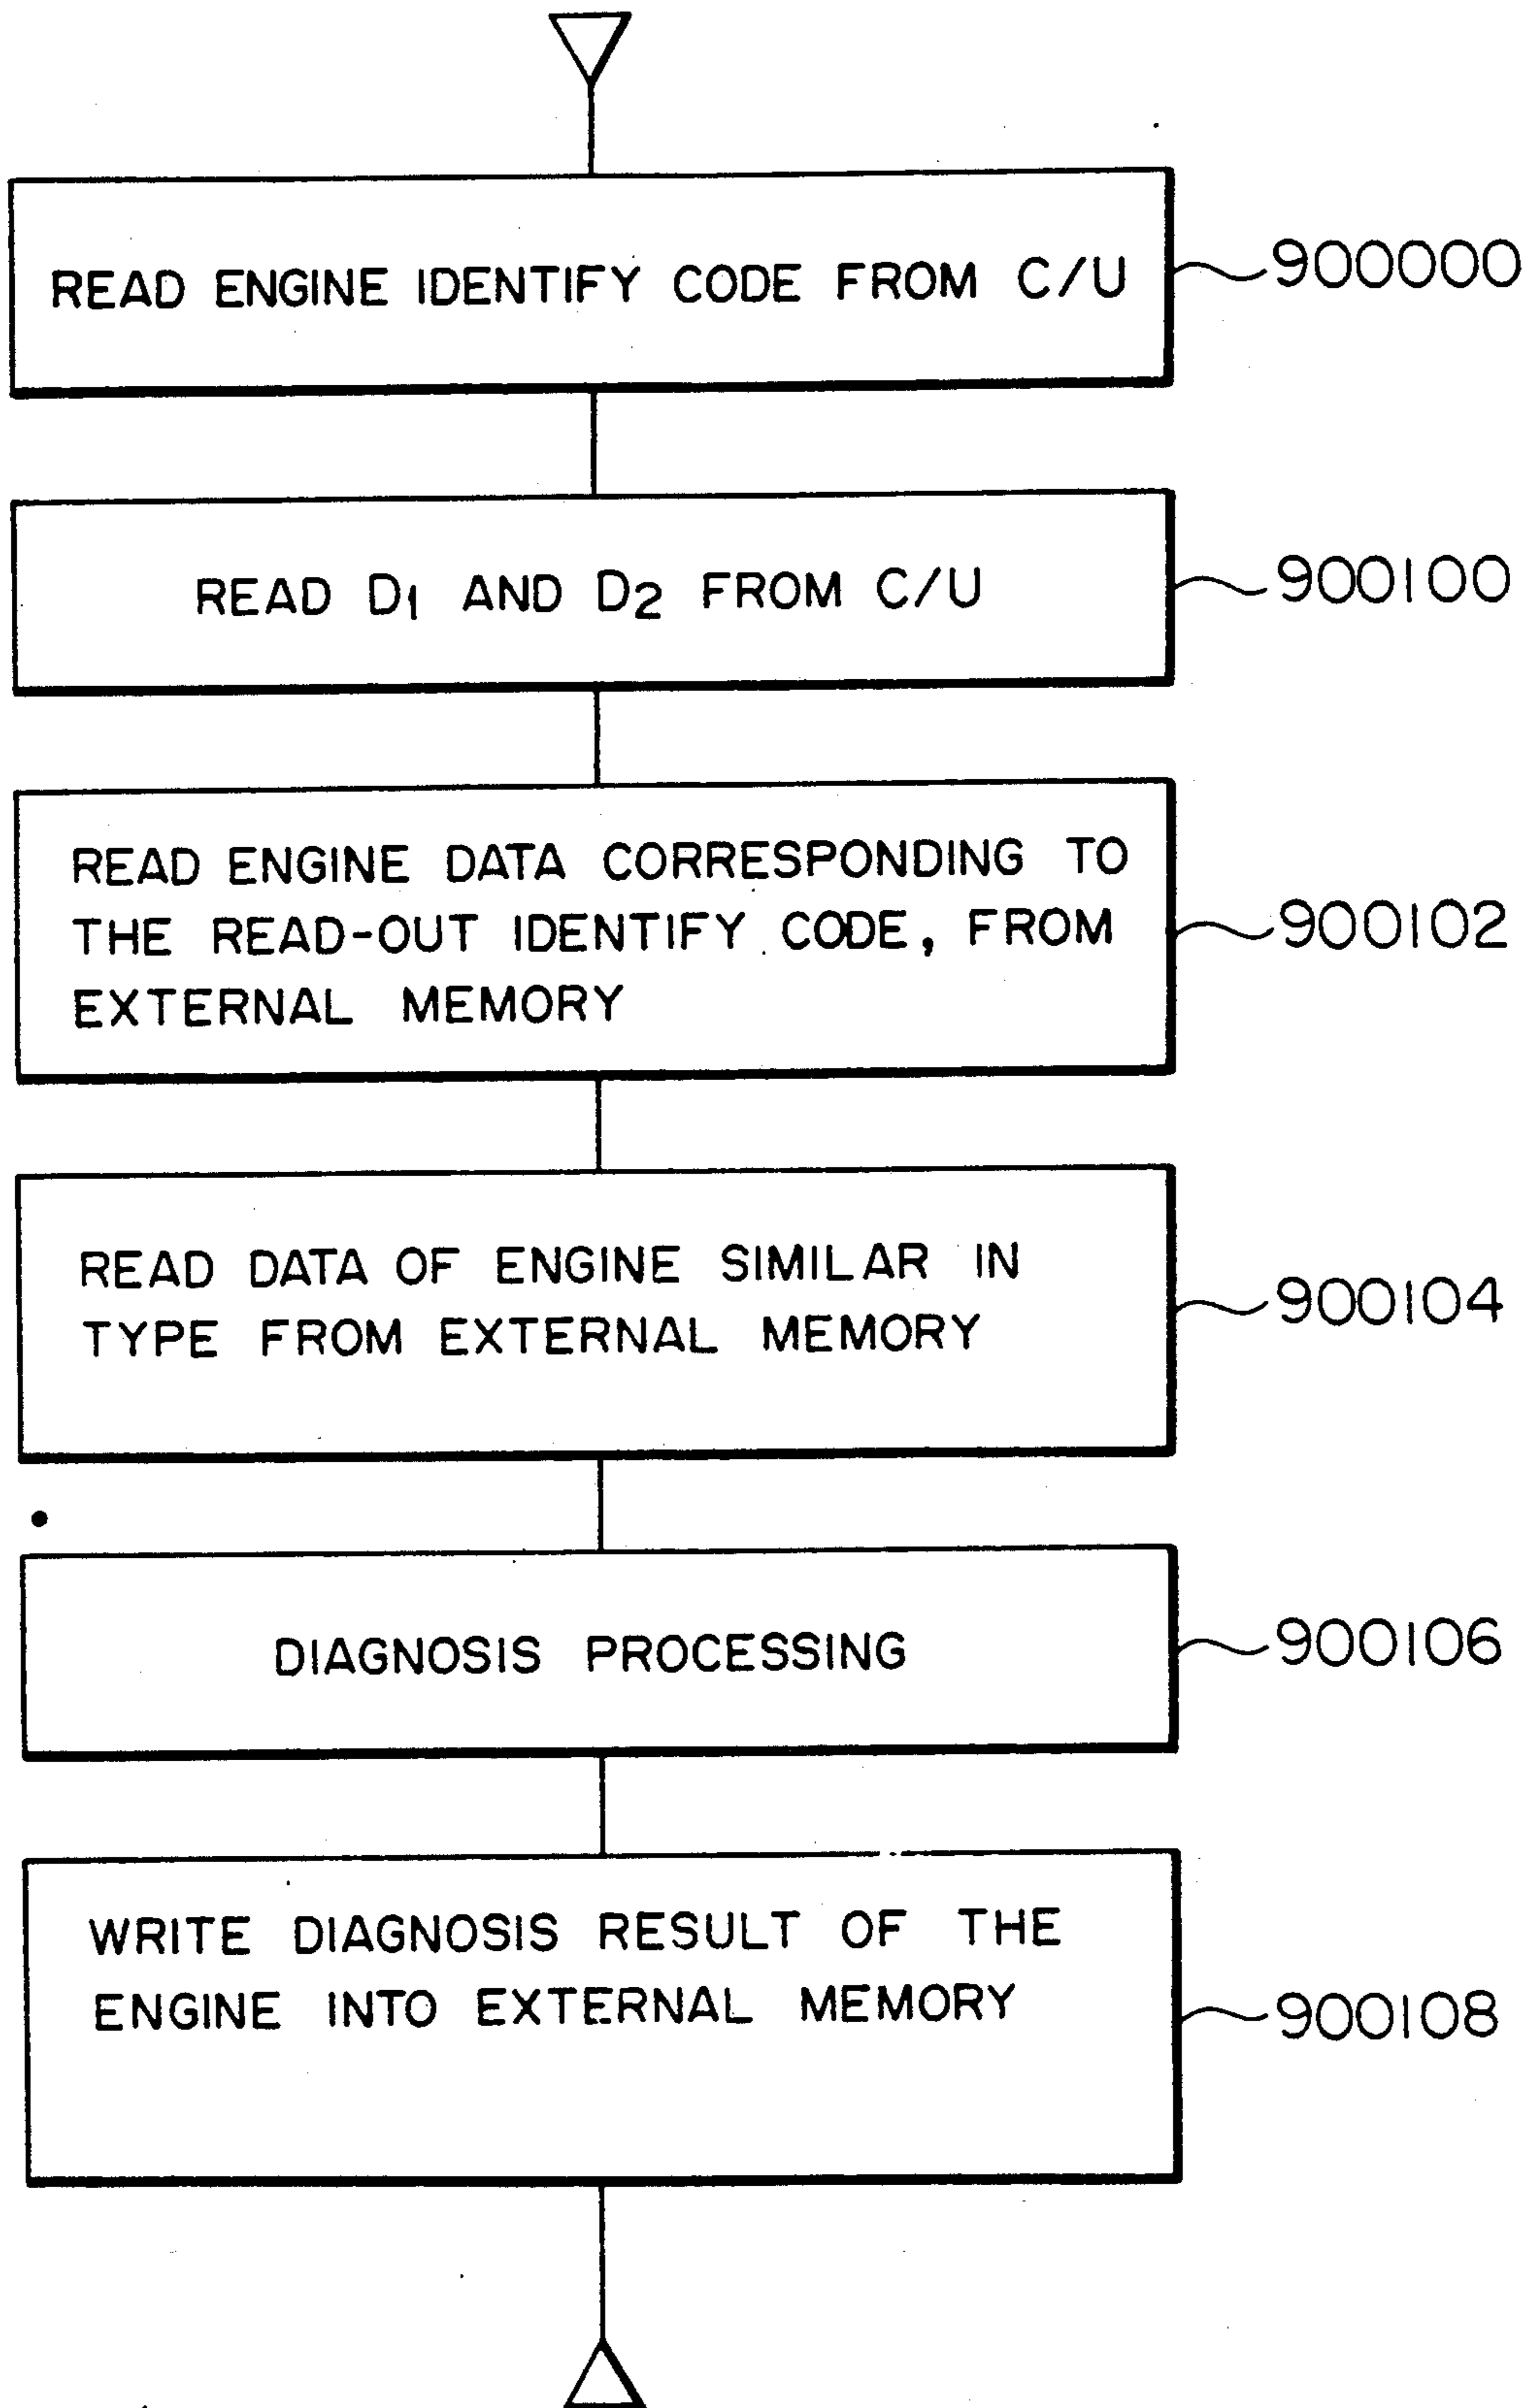 READ ENGINE IDENTIFY CODE FROM C/U
900000
READ D1 AND D2 FROM C/U
900100
READ ENGINE DATA CORRESPONDING TO
THE READ-OUT IDENTIFY CODE, FROM
EXTERNAL MEMORY
900102
READ DATA OF ENGINE SIMILAR IN
TYPE FROM EXTERNAL MEMORY
900104
DIAGNOSIS PROCESSING
900106
WRITE DIAGNOSIS RESULT OF THE
ENGINE INTO EXTERNAL MEMORY
900108